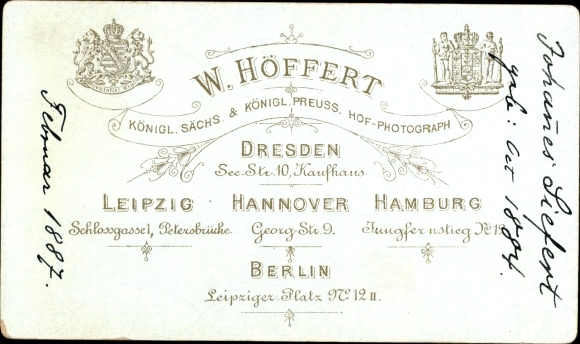 W. HÖFFERT
KÖNIGL. SÄCHS. & KÖNIGL. PREUSS. HOF-PHOTOGRAPH
DRESDEN
See-Str. 10, Kaufhaus
LEIPZIG HANNOVER HAMBURG
Schlossgasse 1, Petersbrücke. Georg-Str. 9. Jungfernstieg Nº 12
BERLIN
Leipziger-Platz Nº 12 II.
Februar 1887.
Johannes Siefert
geb: Oct 1884.